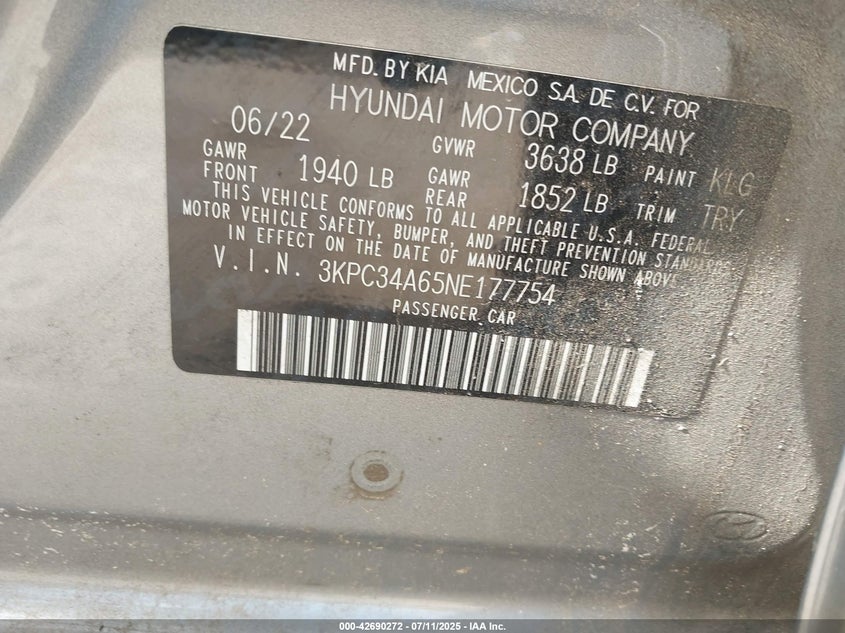 MFD. BY KIA MEXICO S.A. DE C.V. FOR
HYUNDAI MOTOR COMPANY
06/22 GVWR 3638 LB PAINT KLG
GAWR FRONT 1940 LB GAWR REAR 1852 LB TRIM TRY
THIS VEHICLE CONFORMS TO ALL APPLICABLE U.S.A. FEDERAL
MOTOR VEHICLE SAFETY, BUMPER, AND THEFT PREVENTION STANDARDS
IN EFFECT ON THE DATE OF MANUFACTURE SHOWN ABOVE
V.I.N. 3KPC34A65NE177754
PASSENGER CAR
000-42690272 - 07/11/2025 - IAA Inc.